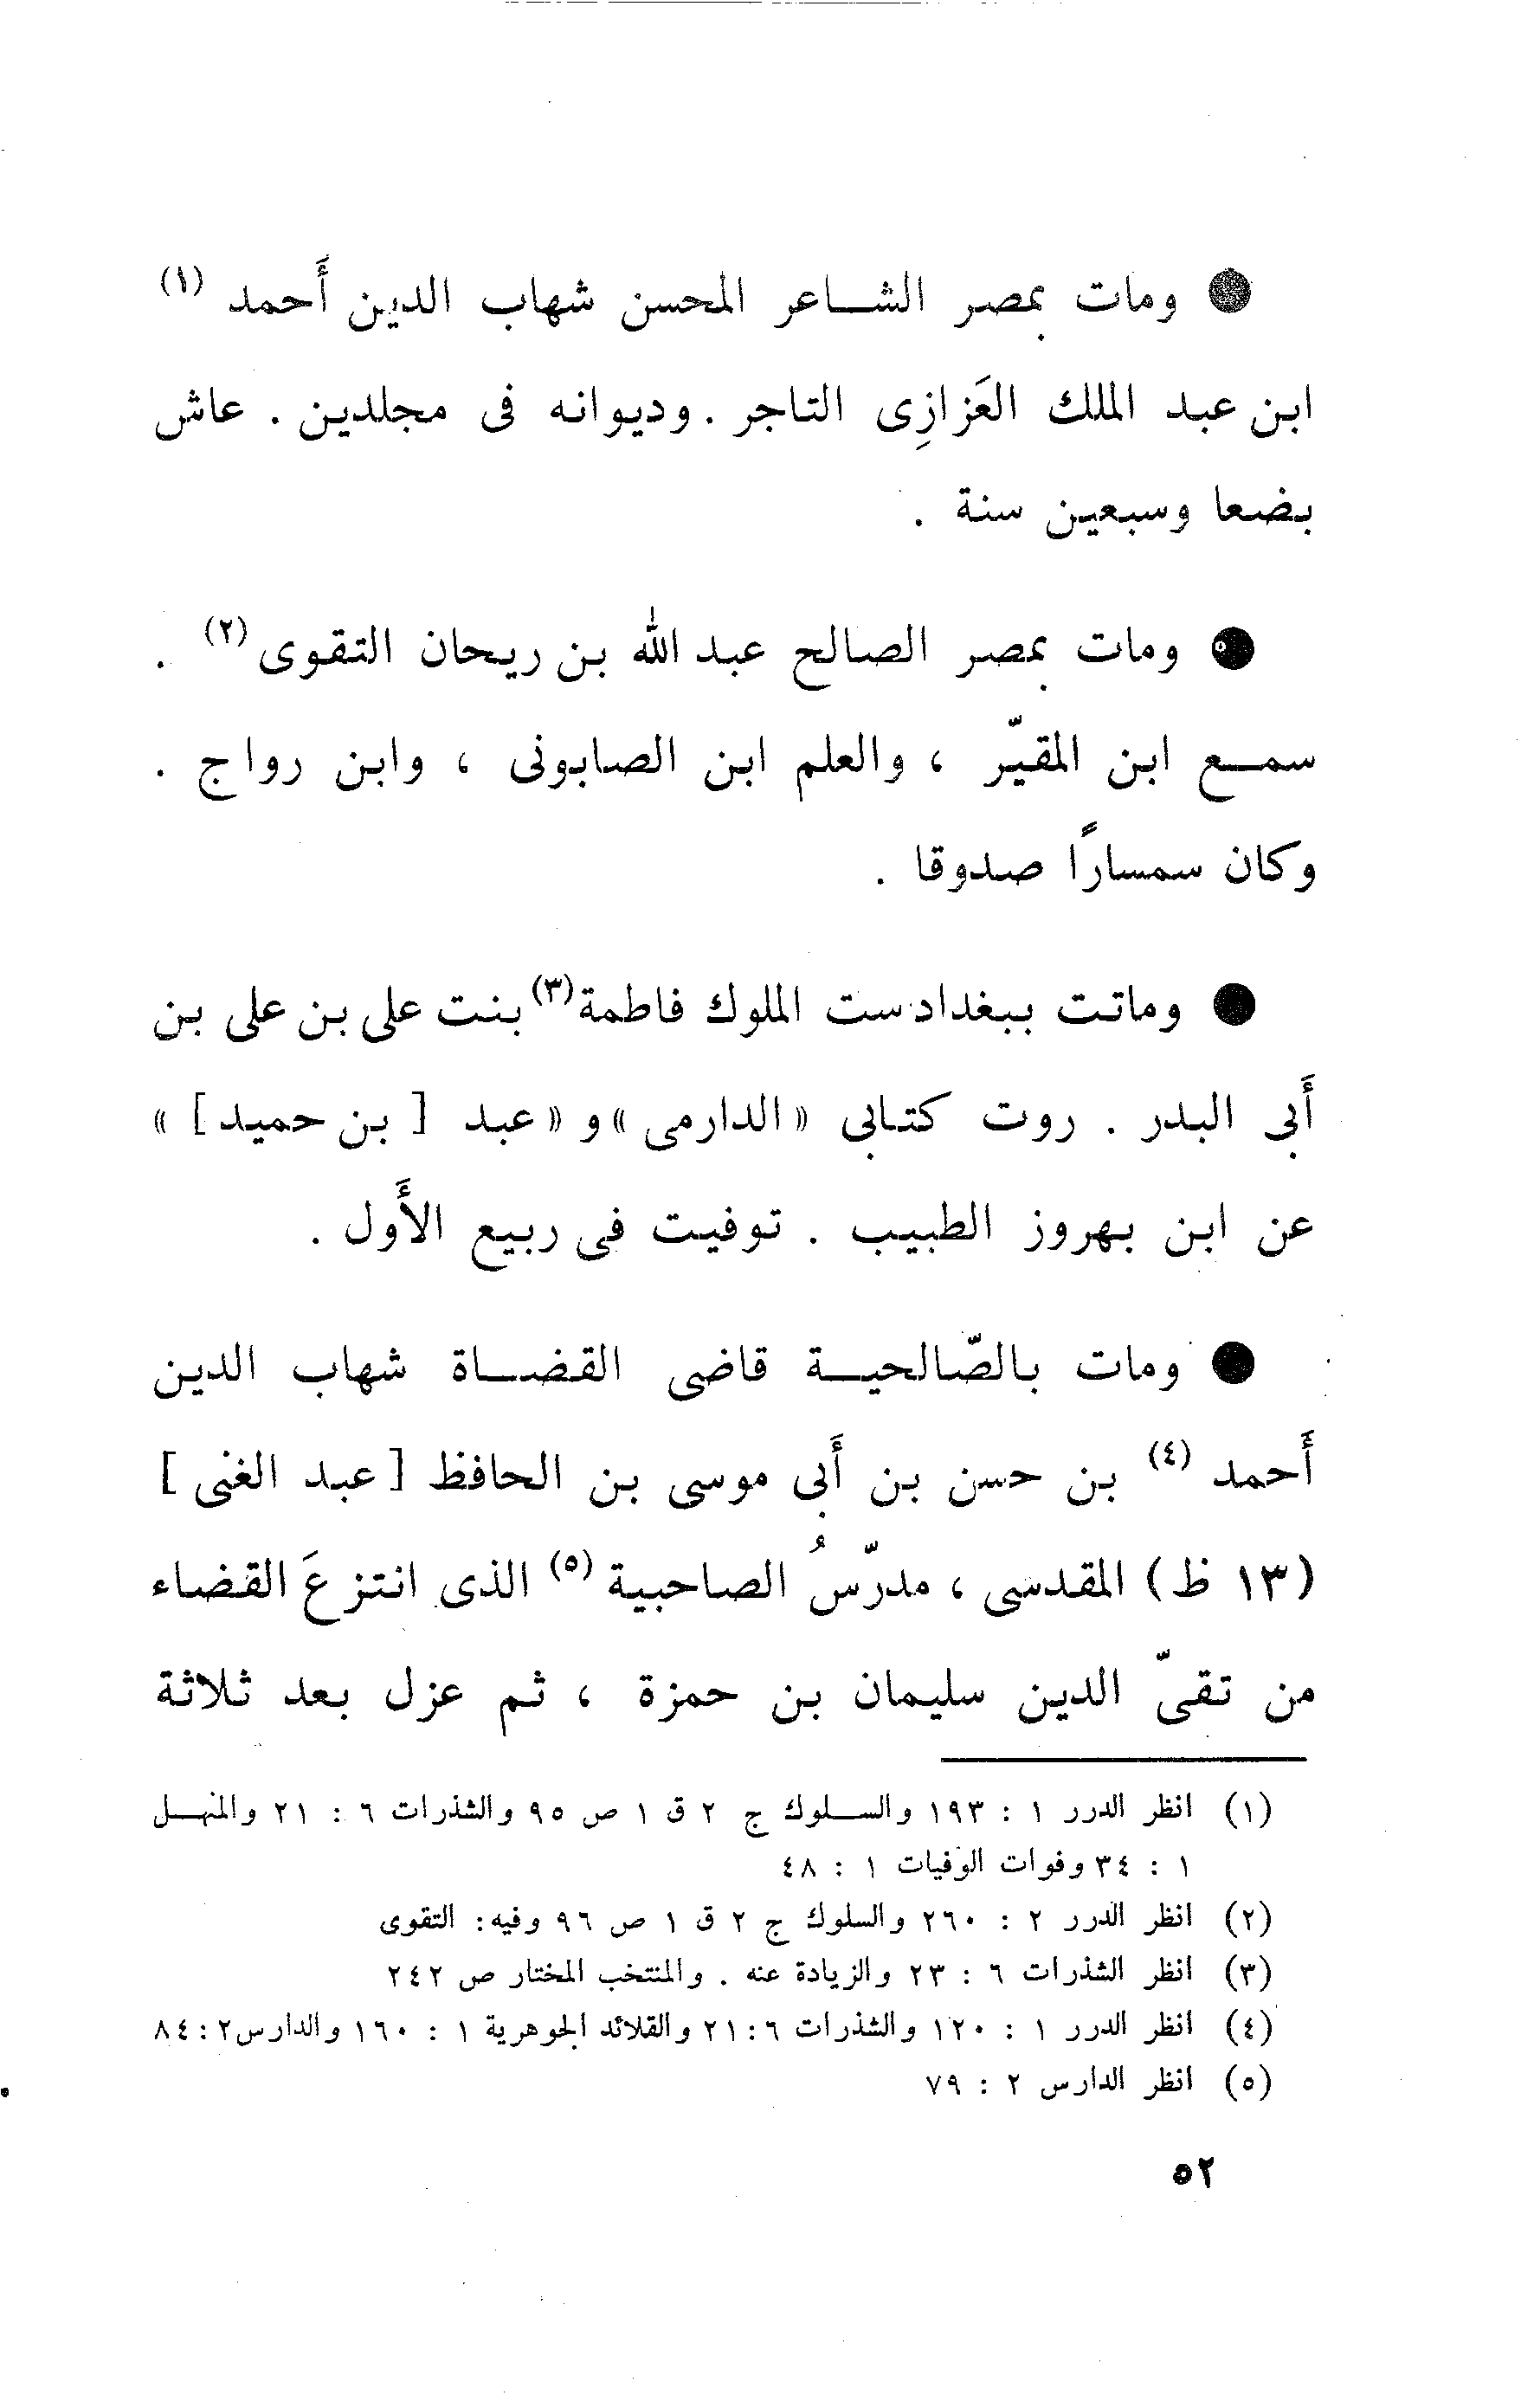 ● ومات بمصر الشاعر المحسن شهاب الدين أَحمد (١)
ابن عبد الملك العَزازِى التاجر . وديوانه فى مجلدين . عاش
بضعا وسبعين سنة .
● ومات بمصر الصالح عبد الله بن ريحان التقوى (٢) .
سمع ابن المقيّر ، والعلم ابن الصابونى ، وابن رواج .
وكان سمسارًا صدوقا .
● وماتت ببغداد ست الملوك فاطمة (٣) بنت على بن على بن
أَبى البدر . روت كتابى « الدارمى » و « عبد [ بن حميد ] »
عن ابن بهروز الطبيب . توفيت فى ربيع الأَول .
● ومات بالصّالحية قاضى القضاة شهاب الدين
أَحمد (٤) بن حسن بن أَبى موسى بن الحافظ [ عبد الغنى ]
(١٣ ظ) المقدسى ، مدرّسُ الصاحبية (٥) الذى انتزعَ القضاء
من تقىّ الدين سليمان بن حمزة ، ثم عزل بعد ثلاثة
(١) انظر الدرر ١ : ١٩٣ والسلوك ج ٢ ق ١ ص ٩٥ والشذرات ٦ : ٢١ والمنهل
١ : ٣٤ وفوات الوفيات ١ : ٤٨
(٢) انظر الدرر ٢ : ٢٦٠ والسلوك ج ٢ ق ١ ص ٩٦ وفيه : التقوى
(٣) انظر الشذرات ٦ : ٢٣ والزيادة عنه . والمنتخب المختار ص ٢٤٢
(٤) انظر الدرر ١ : ١٢٠ والشذرات ٦ : ٢١ والقلائد الجوهرية ١ : ١٦٠ والدارس ٢ : ٨٤
(٥) انظر الدارس ٢ : ٧٩
٥٢